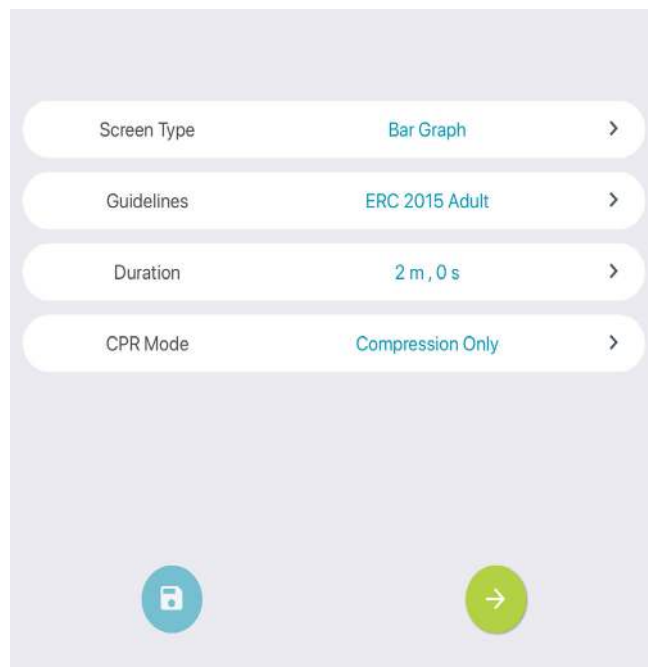 Screen Type Bar Graph
Guidelines ERC 2015 Adult
Duration 2 m , 0 s
CPR Mode Compression Only